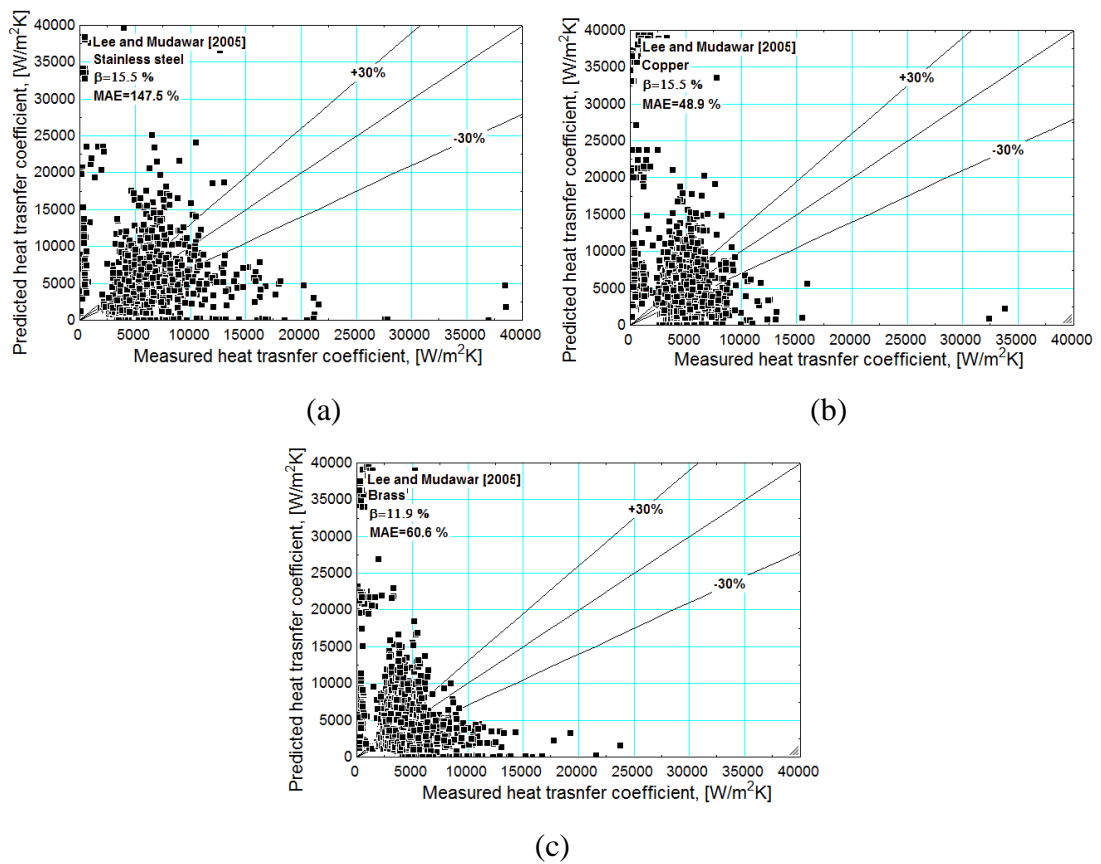 40000
35000
30000
25000
20000
15000
10000
5000
0
Predicted heat trasnfer coefficient, [W/m²K]
Lee and Mudawar [2005]
Stainless steel
β=15.5 %
MAE=147.5 %
+30%
-30%
0 5000 10000 15000 20000 25000 30000 35000 40000
Measured heat trasnfer coefficient, [W/m²K]
(a)
40000
35000
30000
25000
20000
15000
10000
5000
0
Predicted heat trasnfer coefficient, [W/m²K]
Lee and Mudawar [2005]
Copper
β=15.5 %
MAE=48.9 %
+30%
-30%
0 5000 10000 15000 20000 25000 30000 35000 40000
Measured heat trasnfer coefficient, [W/m²K]
(b)
40000
35000
30000
25000
20000
15000
10000
5000
0
Predicted heat trasnfer coefficient, [W/m²K]
Lee and Mudawar [2005]
Brass
β=11.9 %
MAE=60.6 %
+30%
-30%
0 5000 10000 15000 20000 25000 30000 35000 40000
Measured heat trasnfer coefficient, [W/m²K]
(c)